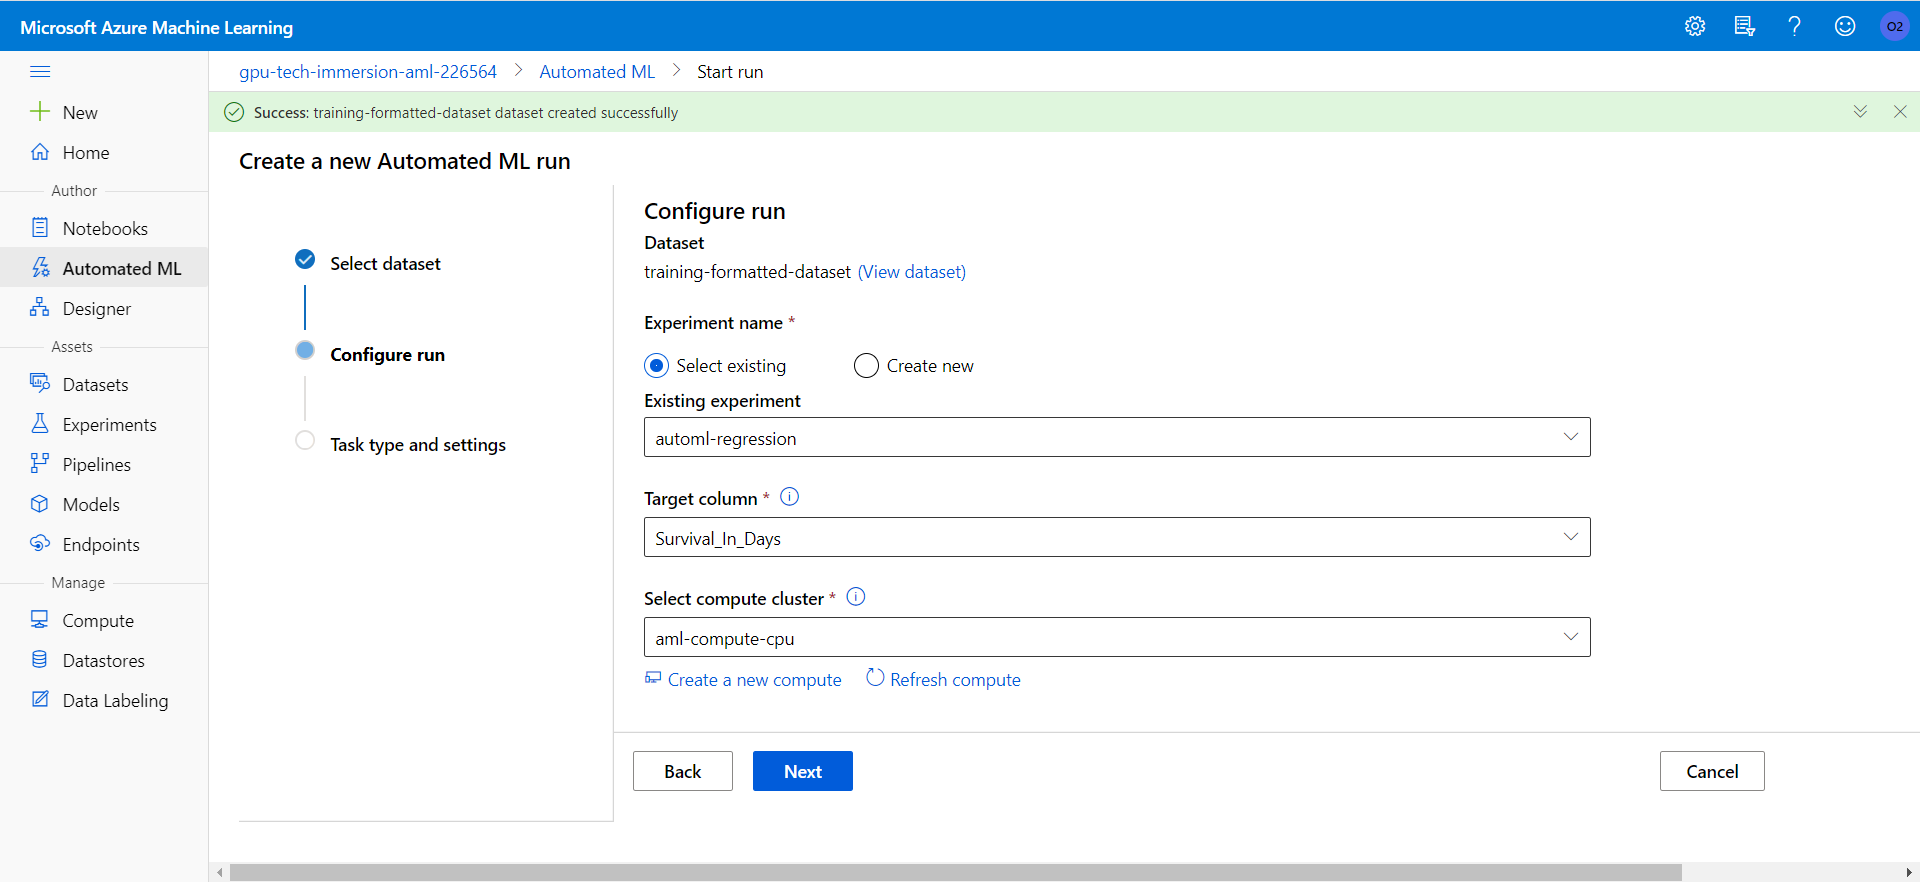 Microsoft Azure Machine Learning
O2
gpu-tech-immersion-aml-226564 > Automated ML > Start run
Success: training-formatted-dataset dataset created successfully
New
Home
Author
Notebooks
Automated ML
Designer
Assets
Datasets
Experiments
Pipelines
Models
Endpoints
Manage
Compute
Datastores
Data Labeling
Create a new Automated ML run
Select dataset
Configure run
Task type and settings
Configure run
Dataset
training-formatted-dataset (View dataset)
Experiment name *
Select existing
Create new
Existing experiment
automl-regression
Target column *
Survival_In_Days
Select compute cluster *
aml-compute-cpu
Create a new compute
Refresh compute
Back
Next
Cancel